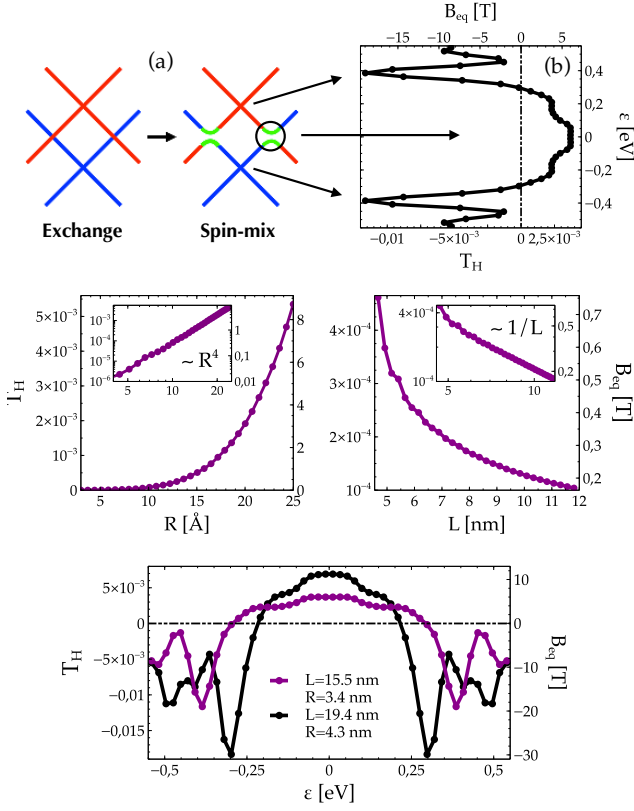 B_eq [T]
−15 −10 −5 0 5
(a)
(b)
0,4
0,2
0
−0,2
−0,4
ε [eV]
Exchange
Spin-mix
−0,01 −5×10⁻³ 0 2,5×10⁻³
T_H
5×10⁻³
4×10⁻³
3×10⁻³
2×10⁻³
10⁻³
0
T_H
10⁻³
10⁻⁴
10⁻⁵
10⁻⁶
1
0,1
0,01
~ R⁴
5 10 20
8
6
4
2
0
5 10 15 20 25
R [Å]
4×10⁻⁴
3×10⁻⁴
2×10⁻⁴
10⁻⁴
4×10⁻⁴
10⁻⁴
~ 1/L
0,5
0,2
5 10
0,7
0,6
0,5
0,4
0,3
0,2
B_eq [T]
5 6 7 8 9 10 11 12
L [nm]
5×10⁻³
0
−5×10⁻³
−0,01
−0,015
T_H
10
0
−10
−20
−30
B_eq [T]
L=15.5 nm
R=3.4 nm
L=19.4 nm
R=4.3 nm
−0,5 −0,25 0 0,25 0,5
ε [eV]